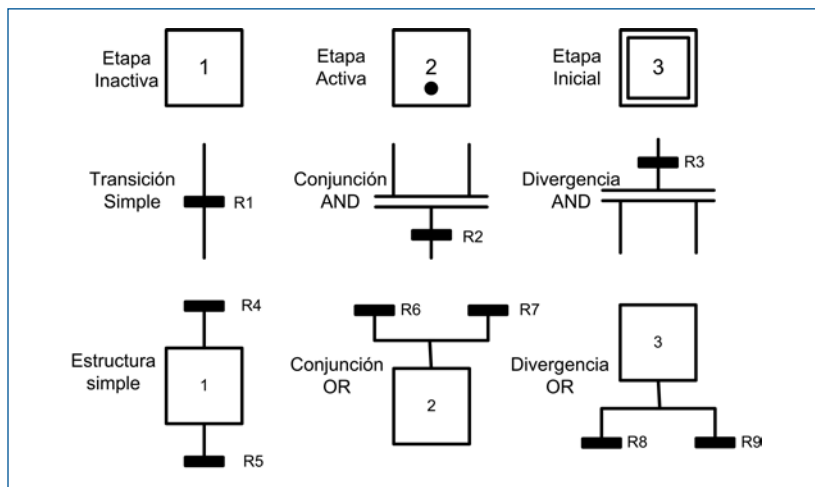 Etapa
Inactiva
1
Etapa
Activa
2
Etapa
Inicial
3
Transición
Simple
R1
Conjunción
AND
R2
Divergencia
AND
R3
Estructura
simple
R4
1
R5
Conjunción
OR
R6
R7
2
Divergencia
OR
3
R8
R9